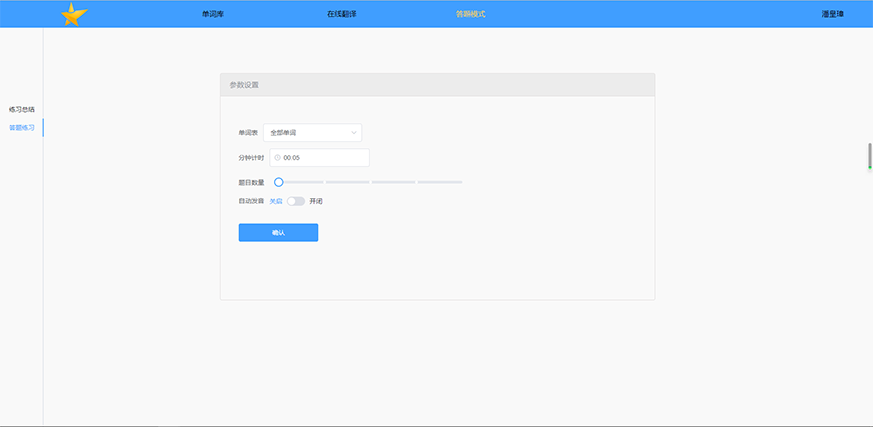 单词库
在线翻译
答题模式
潘星瑞
练习总结
答题练习
参数设置
单词表 全部单词
分钟计时 00:05
题目数量
自动发音 关启 开闭
确认